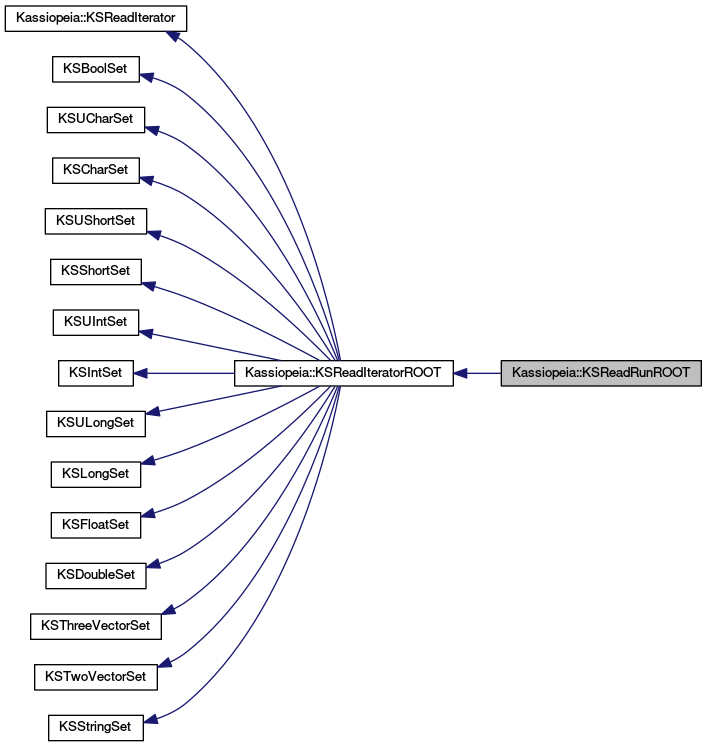 Kassiopeia::KSReadIterator
KSBoolSet
KSUCharSet
KSCharSet
KSUShortSet
KSShortSet
KSUIntSet
KSIntSet
Kassiopeia::KSReadIteratorROOT
Kassiopeia::KSReadRunROOT
KSULongSet
KSLongSet
KSFloatSet
KSDoubleSet
KSThreeVectorSet
KSTwoVectorSet
KSStringSet